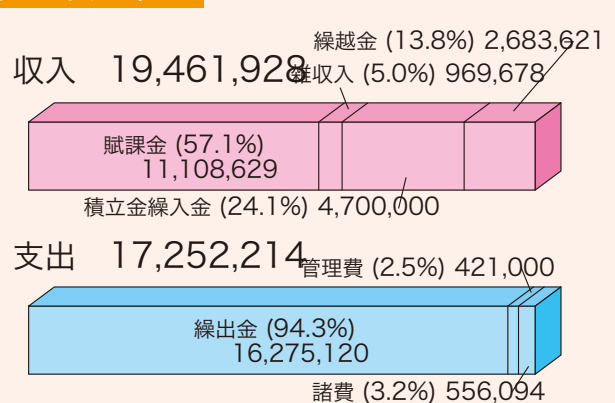 繰越金 (13.8%) 2,683,621
収入 19,461,928
雑収入 (5.0%) 969,678
賦課金 (57.1%)
11,108,629
積立金繰入金 (24.1%) 4,700,000
支出 17,252,214
管理費 (2.5%) 421,000
繰出金 (94.3%)
16,275,120
諸費 (3.2%) 556,094